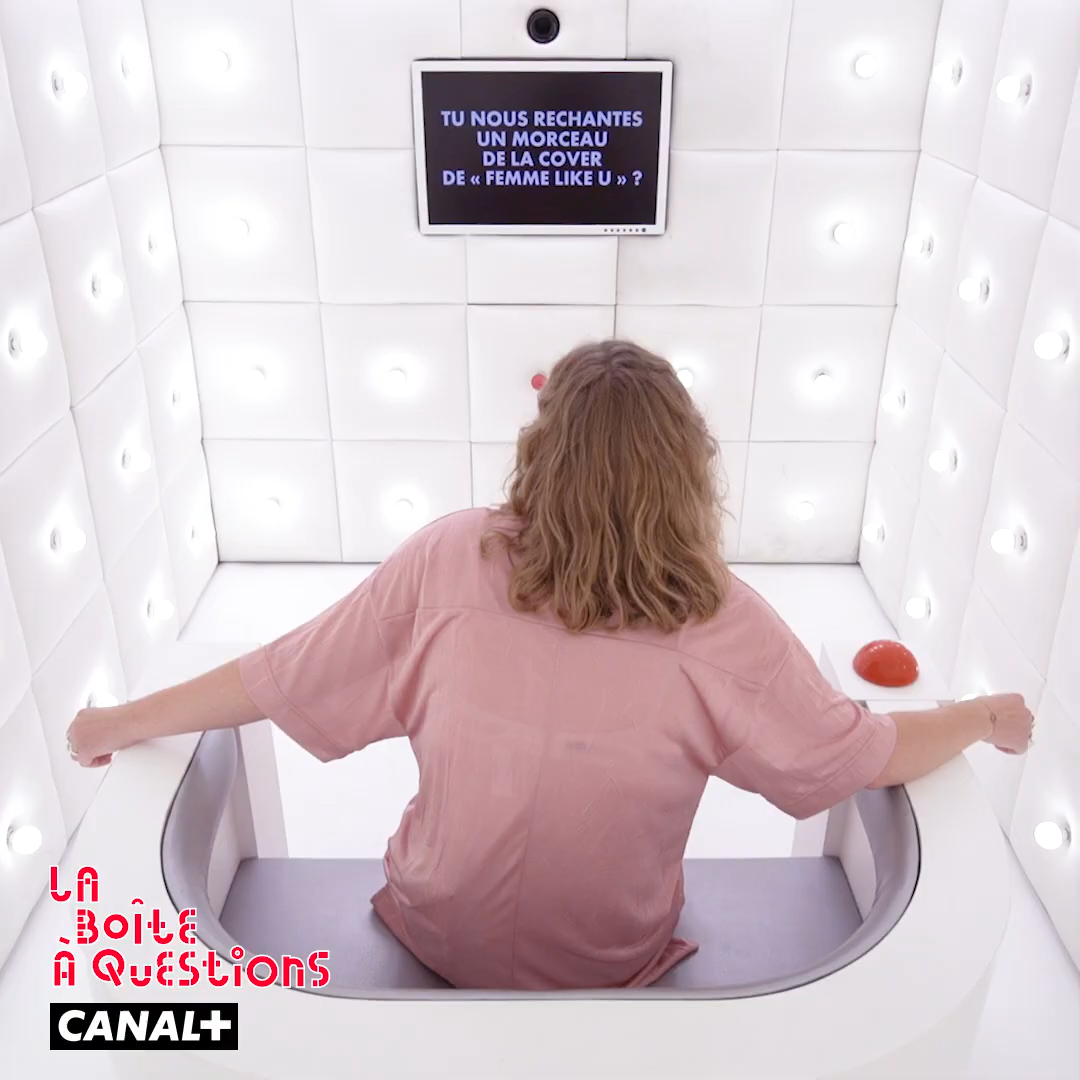 TU NOUS RECHANTES
UN MORCEAU
DE LA COVER
DE « FEMME LIKE U » ?
LA
BOÎTE
À QUESTIONS
CANAL+